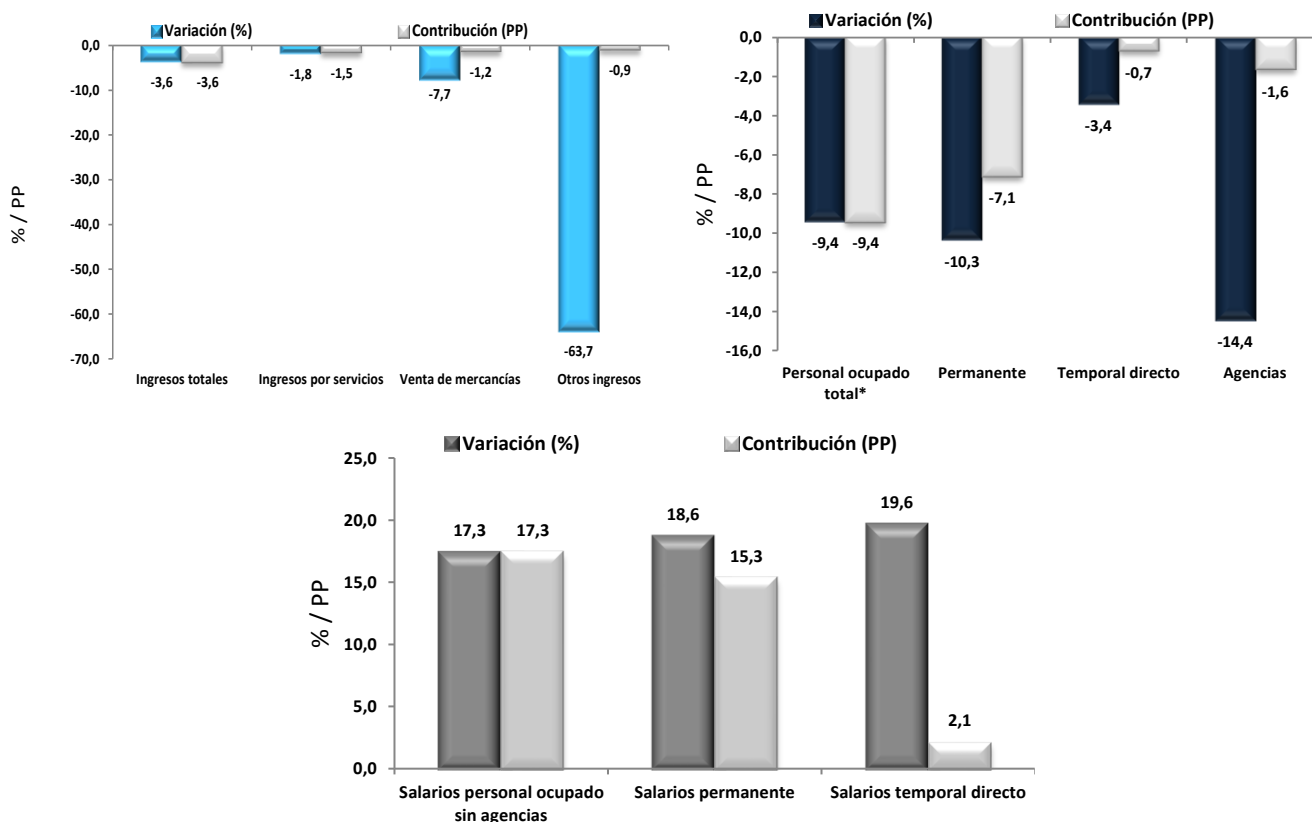 Variación (%) Contribución (PP)
0,0
-10,0
-20,0
-30,0
-40,0
-50,0
-60,0
-70,0
% / PP
-3,6 -3,6 -1,8 -1,5 -7,7 -1,2 -63,7 -0,9
Ingresos totales Ingresos por servicios Venta de mercancías Otros ingresos
Variación (%) Contribución (PP)
0,0
-2,0
-4,0
-6,0
-8,0
-10,0
-12,0
-14,0
-16,0
% / PP
-9,4 -9,4 -10,3 -7,1 -3,4 -0,7 -14,4 -1,6
Personal ocupado Permanente Temporal directo Agencias
total*
Variación (%) Contribución (PP)
25,0
20,0
15,0
10,0
5,0
0,0
% / PP
17,3 17,3 18,6 15,3 19,6 2,1
Salarios personal ocupado Salarios permanente Salarios temporal directo
sin agencias